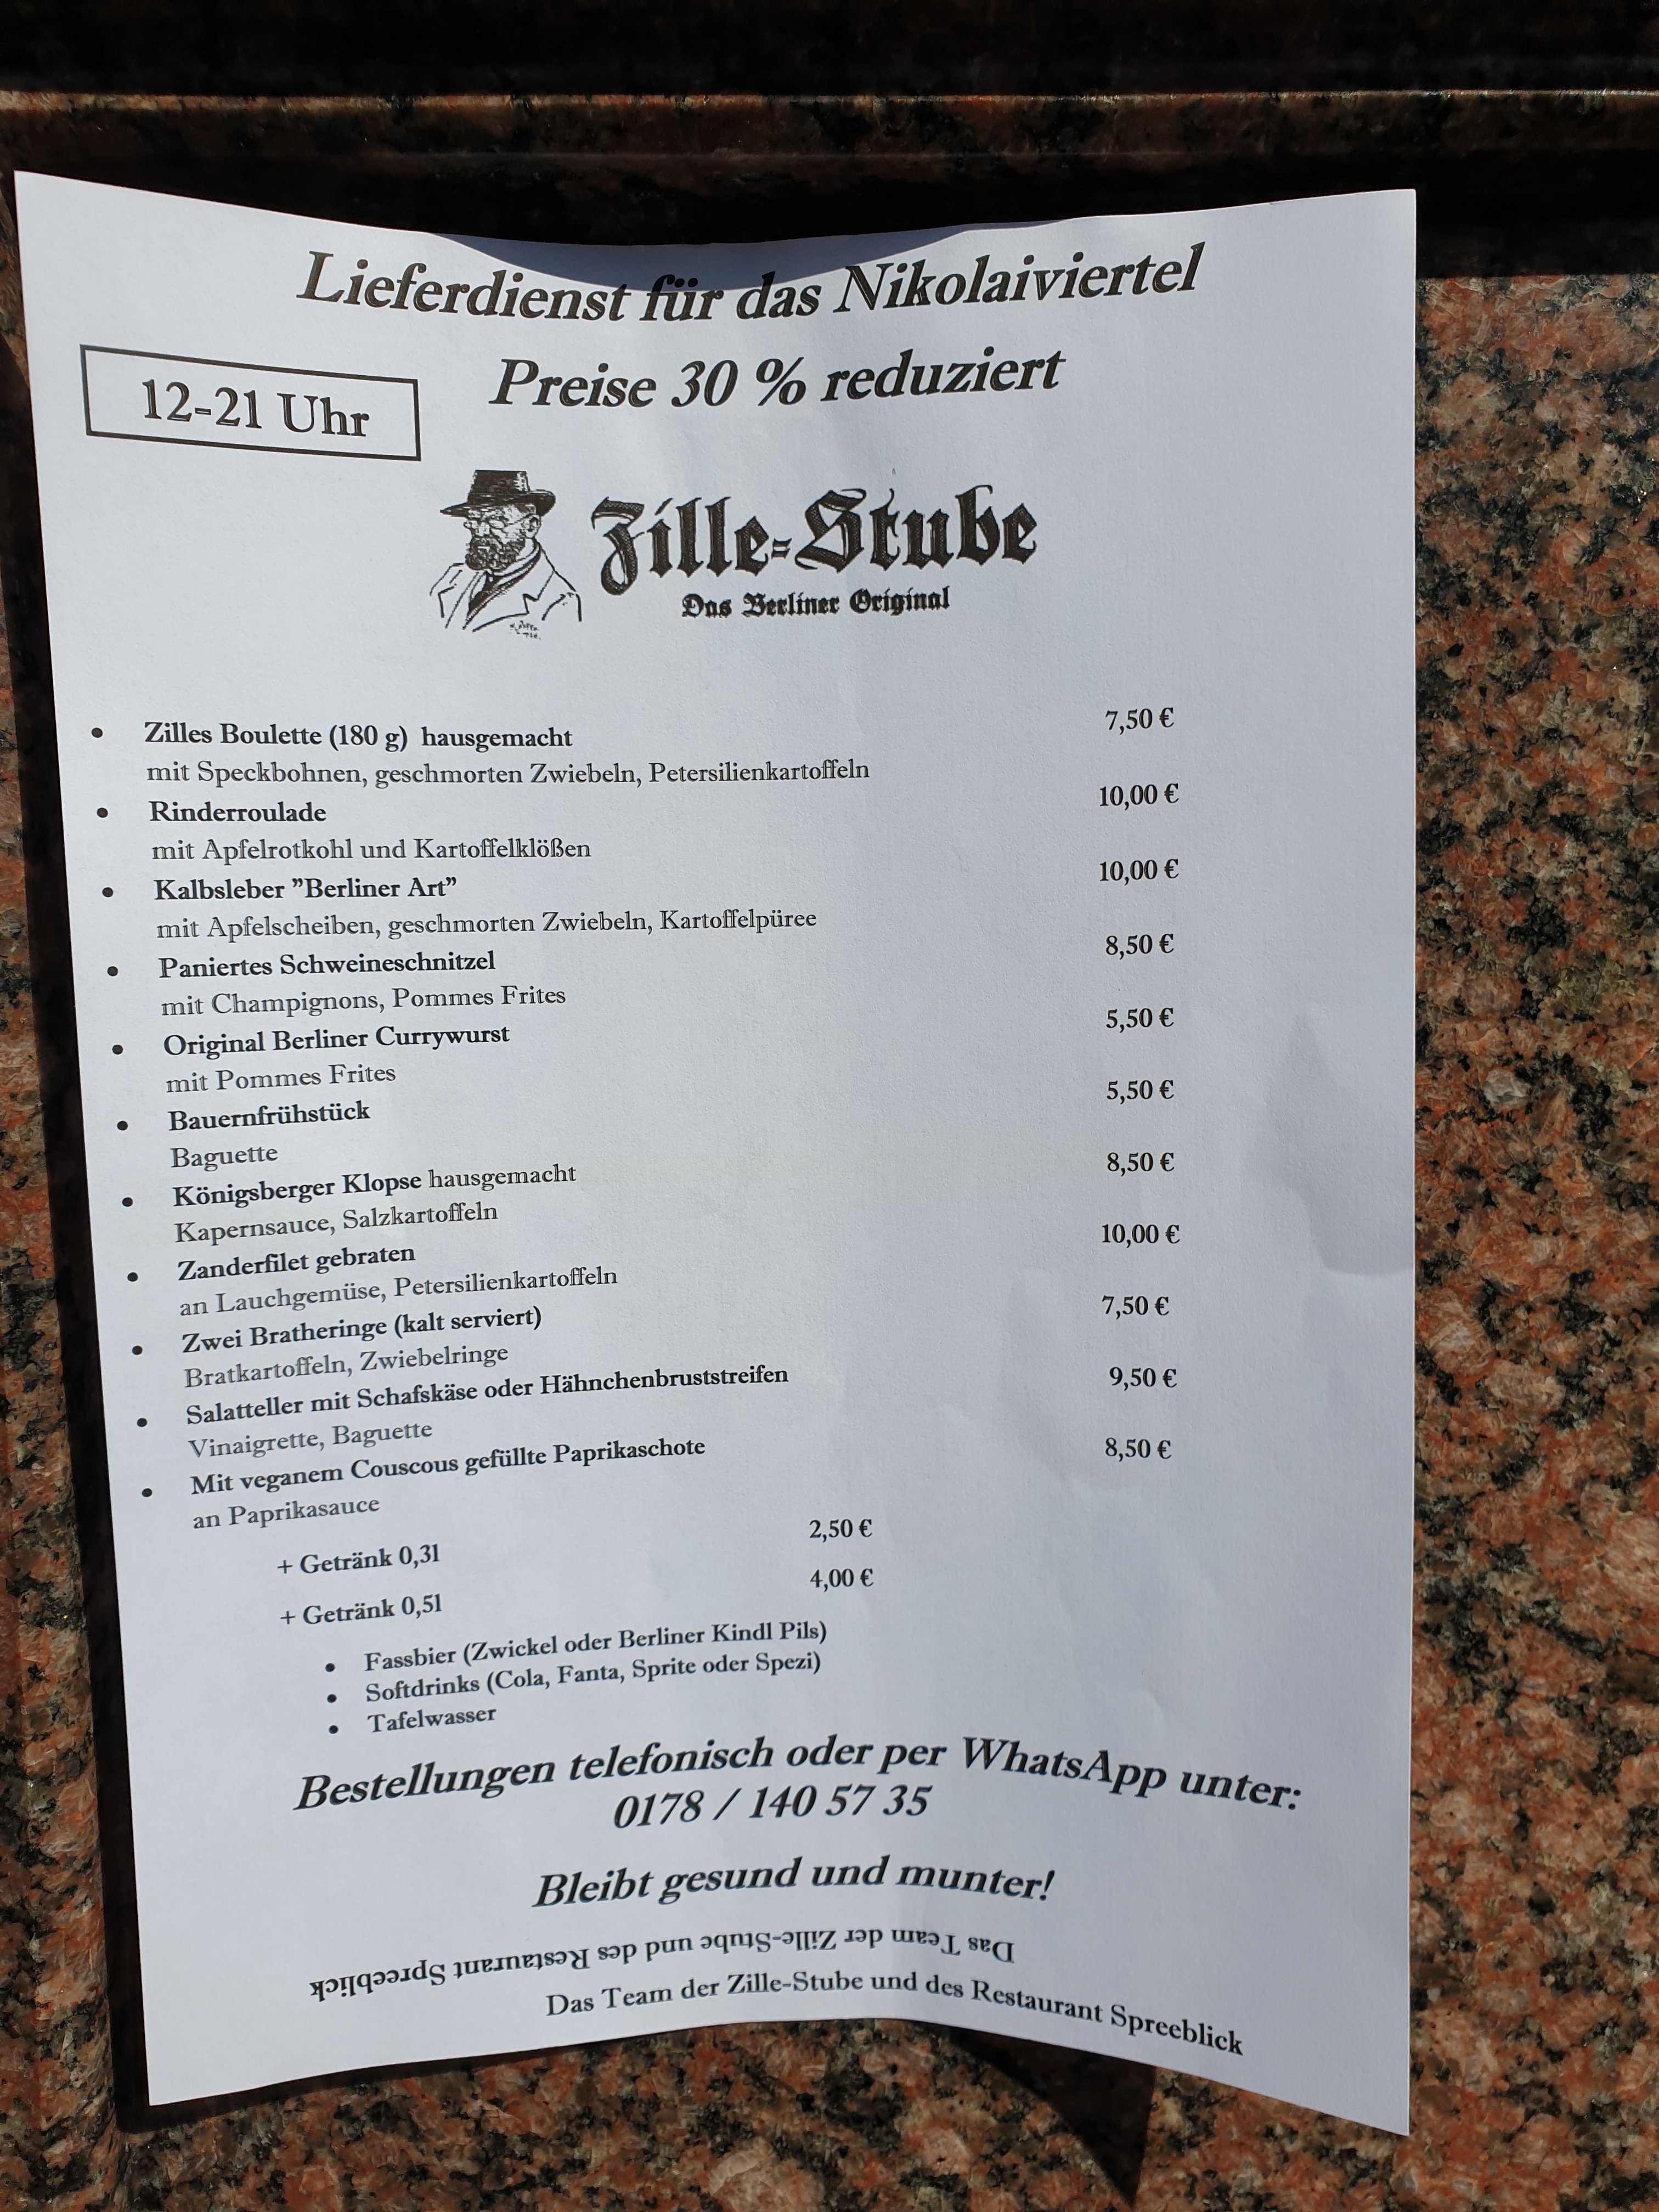 Lieferdienst für das Nikolaiviertel
Preise 30 % reduziert
12-21 Uhr
Zille-Stube
Das Berliner Original
• Zilles Boulette (180 g) hausgemacht 7,50 €
mit Speckbohnen, geschmorten Zwiebeln, Petersilienkartoffeln
• Rinderroulade 10,00 €
mit Apfelrotkohl und Kartoffelklößen
• Kalbsleber ”Berliner Art” 10,00 €
mit Apfelscheiben, geschmorten Zwiebeln, Kartoffelpüree
• Paniertes Schweineschnitzel 8,50 €
mit Champignons, Pommes Frites
• Original Berliner Currywurst 5,50 €
mit Pommes Frites
• Bauernfrühstück 5,50 €
Baguette
• Königsberger Klopse hausgemacht 8,50 €
Kapernsauce, Salzkartoffeln
• Zanderfilet gebraten 10,00 €
an Lauchgemüse, Petersilienkartoffeln
• Zwei Bratheringe (kalt serviert) 7,50 €
Bratkartoffeln, Zwiebelringe
• Salatteller mit Schafskäse oder Hähnchenbruststreifen 9,50 €
Vinaigrette, Baguette
• Mit veganem Couscous gefüllte Paprikaschote 8,50 €
an Paprikasauce
+ Getränk 0,3l 2,50 €
+ Getränk 0,5l 4,00 €
• Fassbier (Zwickel oder Berliner Kindl Pils)
• Softdrinks (Cola, Fanta, Sprite oder Spezi)
• Tafelwasser
Bestellungen telefonisch oder per WhatsApp unter:
0178 / 140 57 35
Bleibt gesund und munter!
Das Team der Zille-Stube und des Restaurant Spreeblick
Das Team der Zille-Stube und des Restaurant Spreeblick